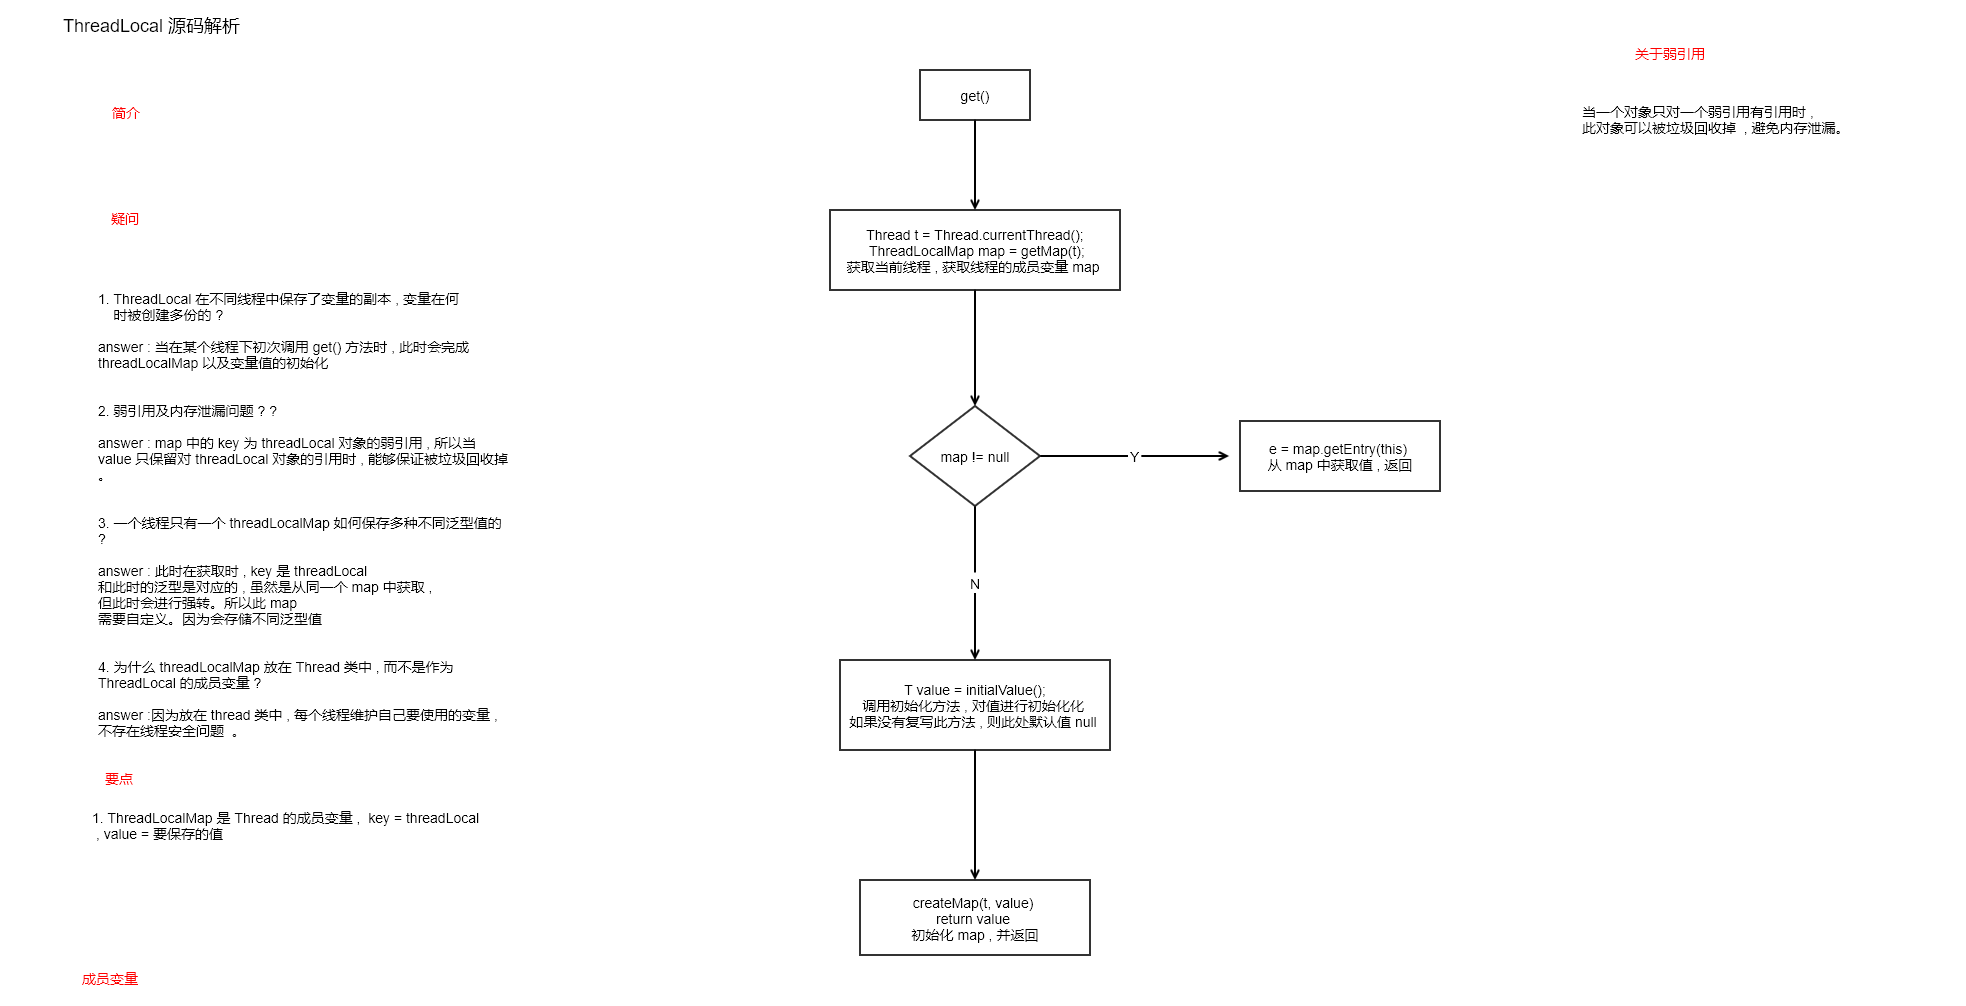 ThreadLocal 源码解析
简介
疑问
1. ThreadLocal 在不同线程中保存了变量的副本 , 变量在何
时被创建多份的 ?
answer : 当在某个线程下初次调用 get() 方法时 , 此时会完成
threadLocalMap 以及变量值的初始化
2. 弱引用及内存泄漏问题 ? ?
answer : map 中的 key 为 threadLocal 对象的弱引用 , 所以当
value 只保留对 threadLocal 对象的引用时 , 能够保证被垃圾回收掉
。
3. 一个线程只有一个 threadLocalMap 如何保存多种不同泛型值的
?
answer : 此时在获取时 , key 是 threadLocal
和此时的泛型是对应的 , 虽然是从同一个 map 中获取 ,
但此时会进行强转。所以此 map
需要自定义。因为会存储不同泛型值
4. 为什么 threadLocalMap 放在 Thread 类中 , 而不是作为
ThreadLocal 的成员变量 ?
answer :因为放在 thread 类中 , 每个线程维护自己要使用的变量 ,
不存在线程安全问题 。
要点
1. ThreadLocalMap 是 Thread 的成员变量 , key = threadLocal
, value = 要保存的值
成员变量
get()
Thread t = Thread.currentThread();
ThreadLocalMap map = getMap(t);
获取当前线程 , 获取线程的成员变量 map
map != null
Y
e = map.getEntry(this)
从 map 中获取值 , 返回
N
T value = initialValue();
调用初始化方法 , 对值进行初始化化
如果没有复写此方法 , 则此处默认值 null
createMap(t, value)
return value
初始化 map , 并返回
关于弱引用
当一个对象只对一个弱引用有引用时 ,
此对象可以被垃圾回收掉 , 避免内存泄漏。